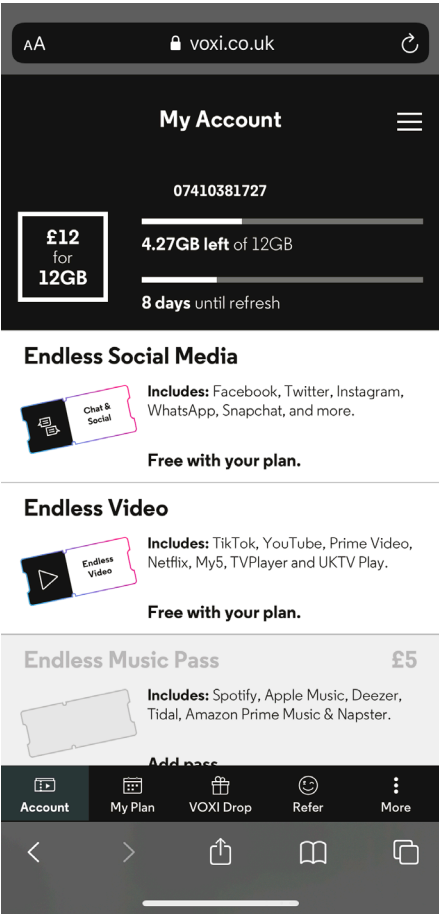 AA voxi.co.uk
My Account
07410381727
£12
for
12GB
4.27GB left of 12GB
8 days until refresh
Endless Social Media
Chat &
Social
Includes: Facebook, Twitter, Instagram,
WhatsApp, Snapchat, and more.
Free with your plan.
Endless Video
Endless
Video
Includes: TikTok, YouTube, Prime Video,
Netflix, My5, TVPlayer and UKTV Play.
Free with your plan.
Endless Music Pass £5
Includes: Spotify, Apple Music, Deezer,
Tidal, Amazon Prime Music & Napster.
Add pass
Account My Plan VOXI Drop Refer More